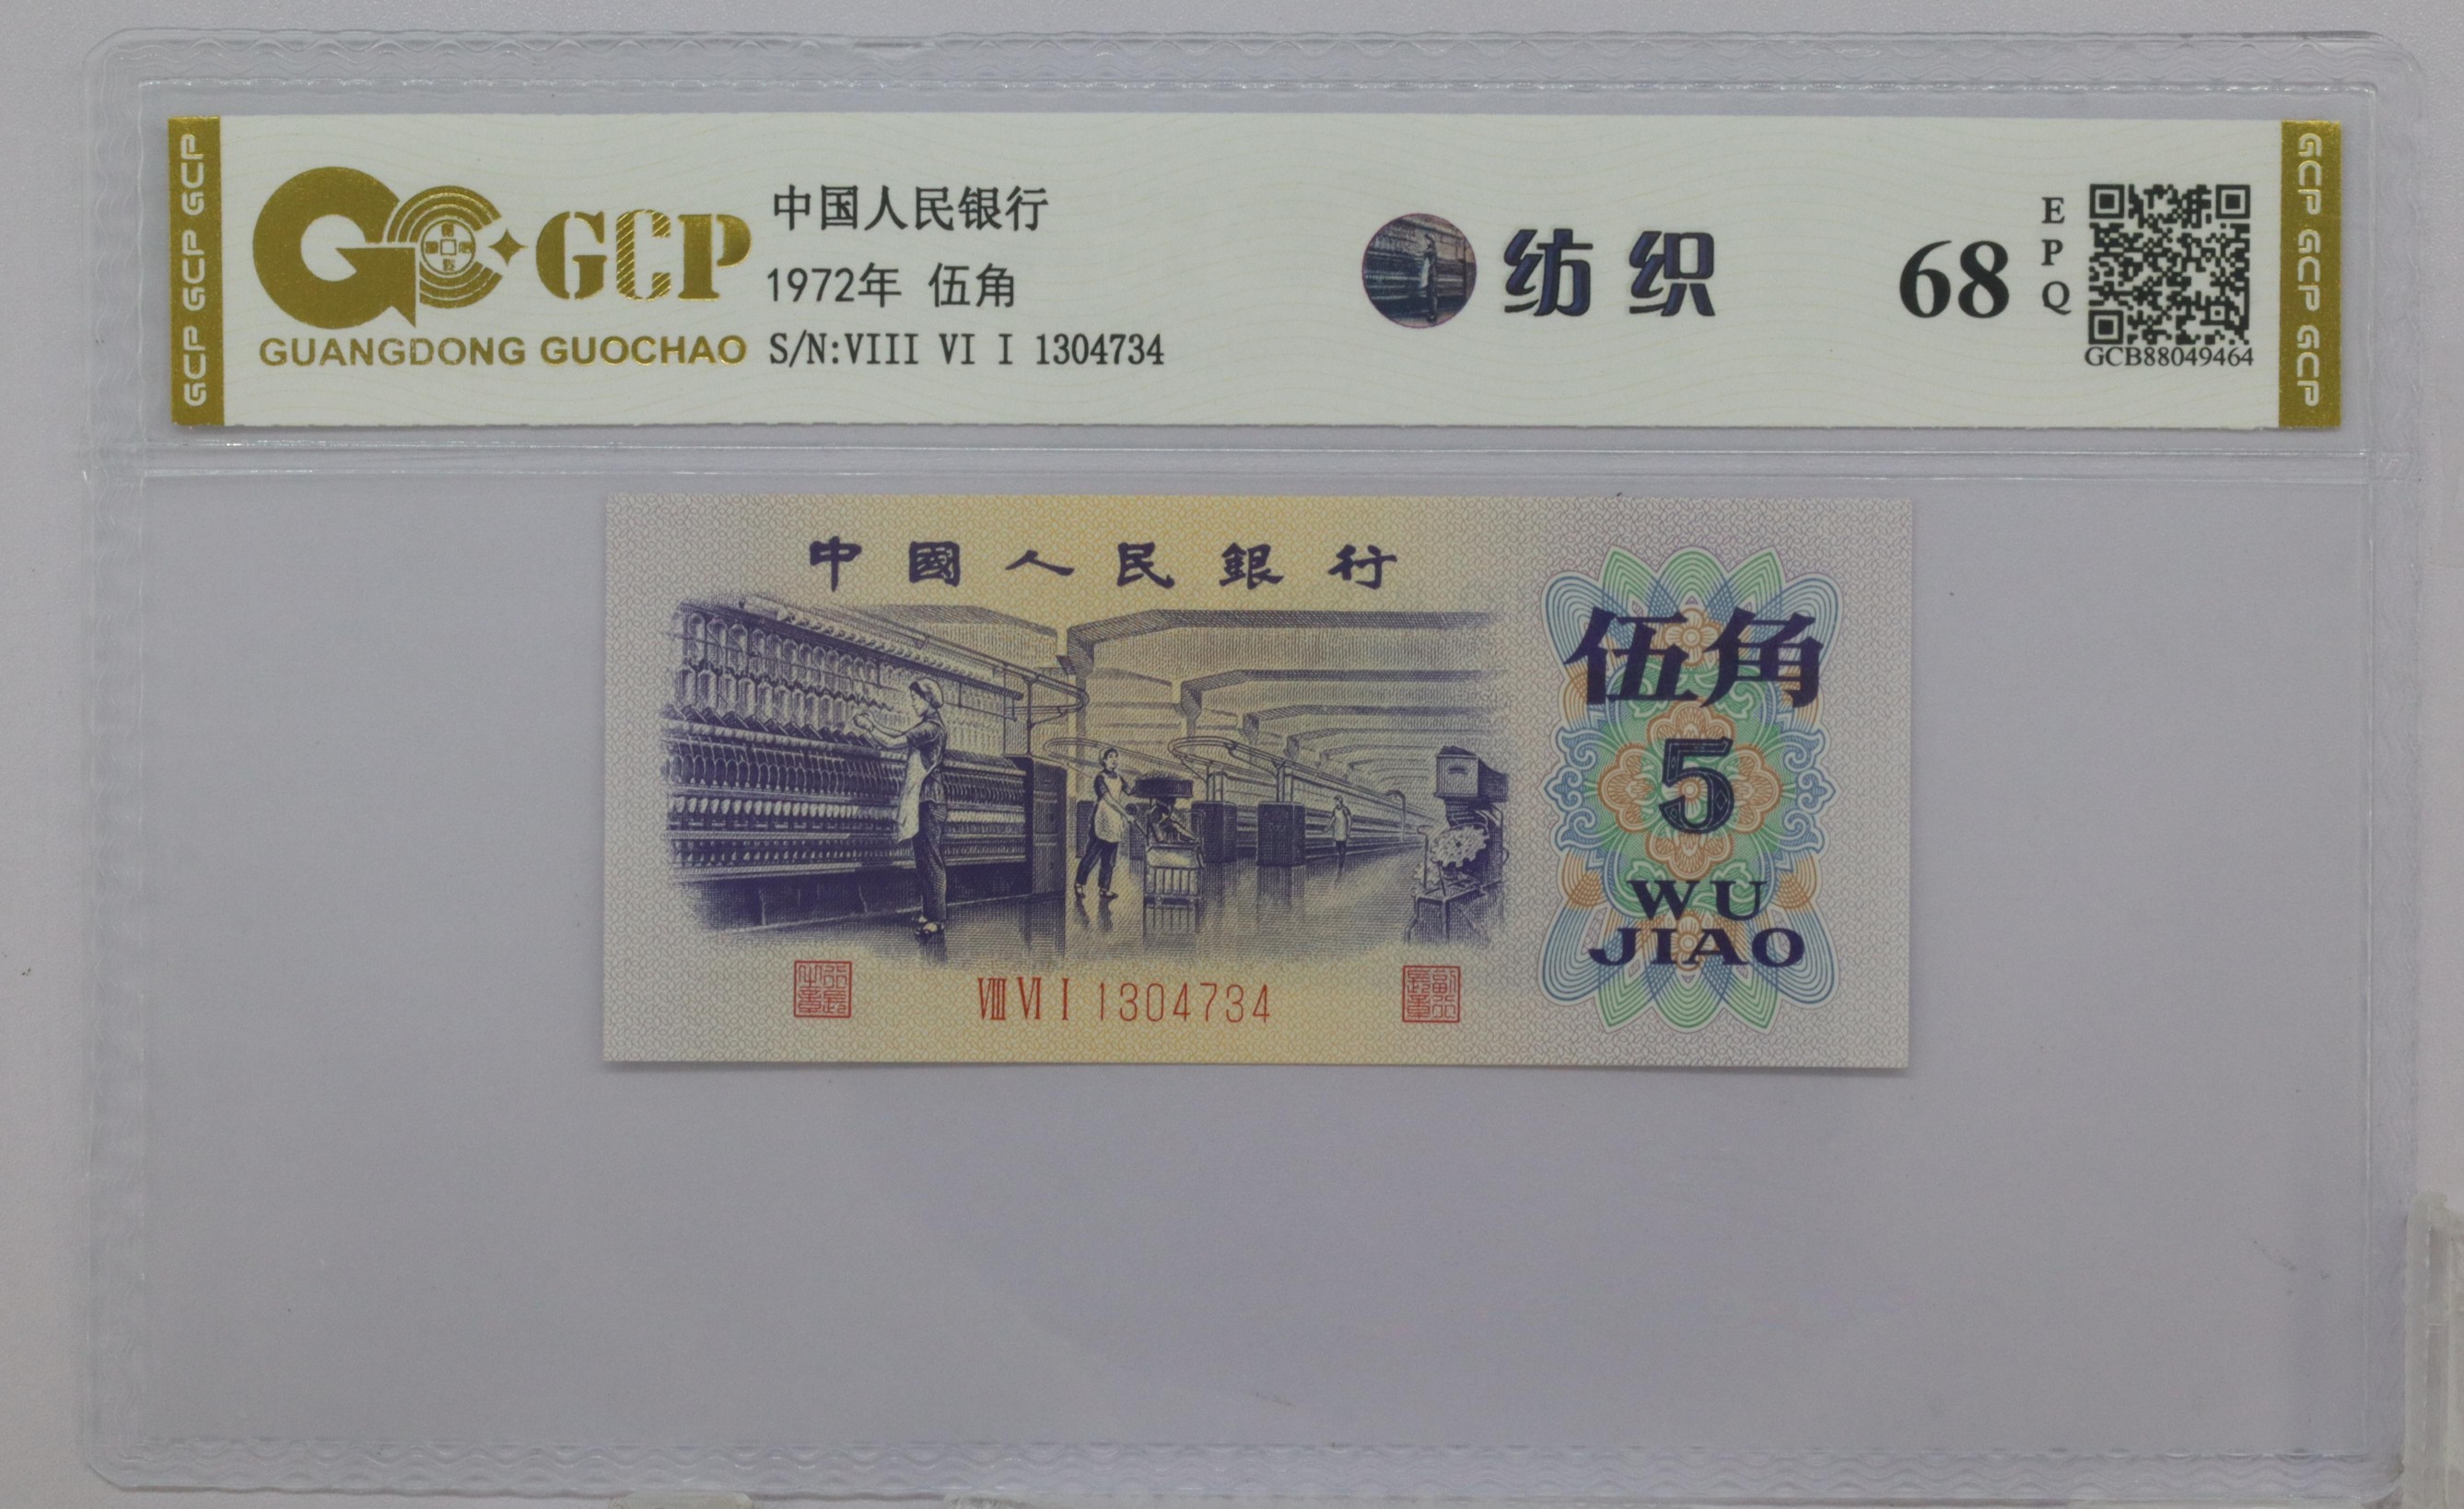 GCP GCP GCP
GCP
GUANGDONG GUOCHAO
中国人民银行
1972年 伍角
S/N:VIII VI I 1304734
纺织
68
EPQ
GCB88049464
GCP GCP GCP
中國人民銀行
伍角
5
WU
JIAO
VIII VI I 1304734